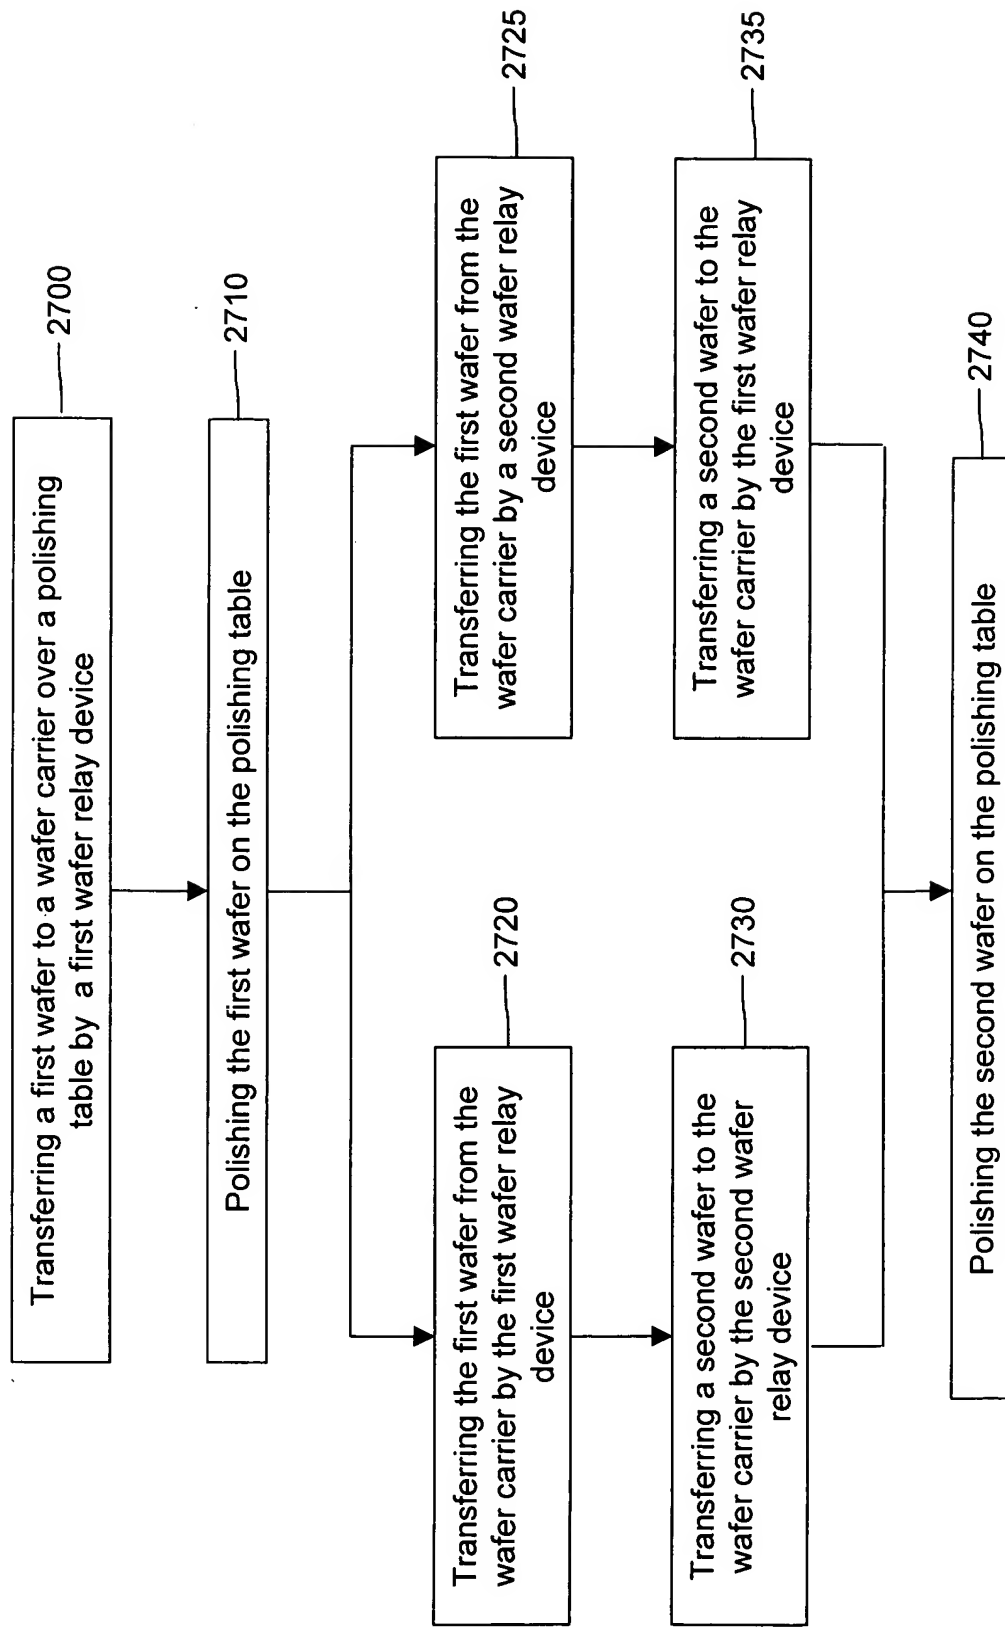 Transferring a first wafer to a wafer carrier over a polishing
table by a first wafer relay device
2700
Polishing the first wafer on the polishing table
2710
Transferring the first wafer from the
wafer carrier by the first wafer relay
device
2720
Transferring the first wafer from the
wafer carrier by a second wafer relay
device
2725
Transferring a second wafer to the
wafer carrier by the second wafer
relay device
2730
Transferring a second wafer to the
wafer carrier by the first wafer relay
device
2735
Polishing the second wafer on the polishing table
2740